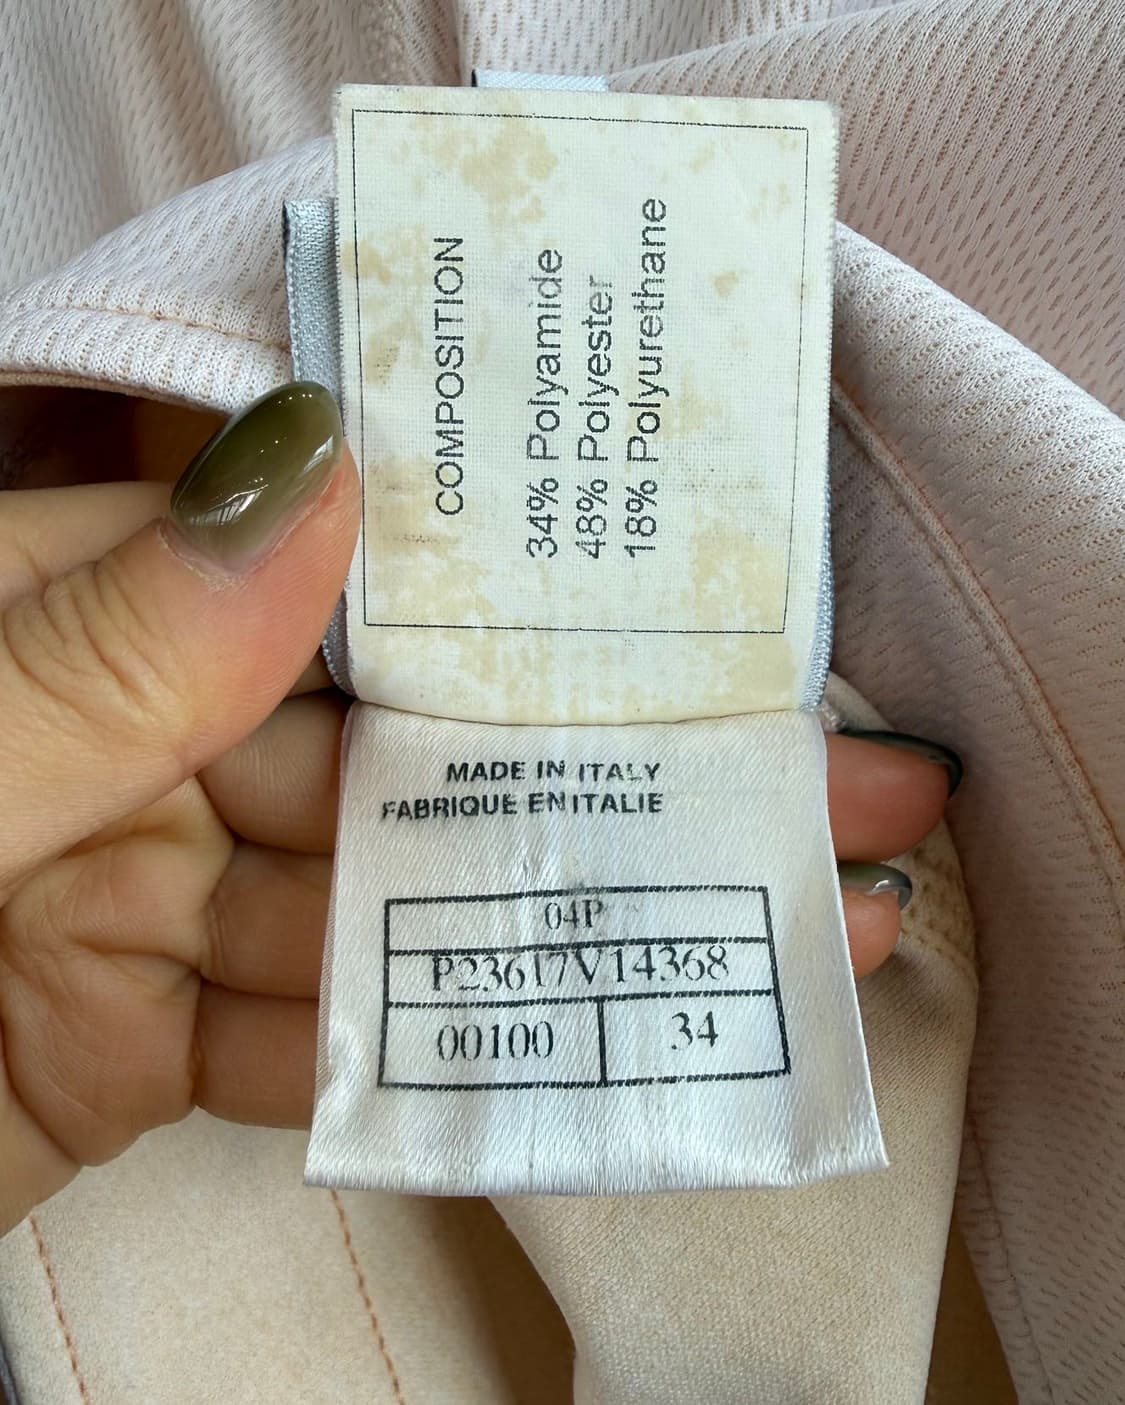 COMPOSITION
34% Polyamide
48% Polyester
18% Polyurethane
MADE IN ITALY
FABRIQUE EN ITALIE
04P
P23617V14368
00100
34